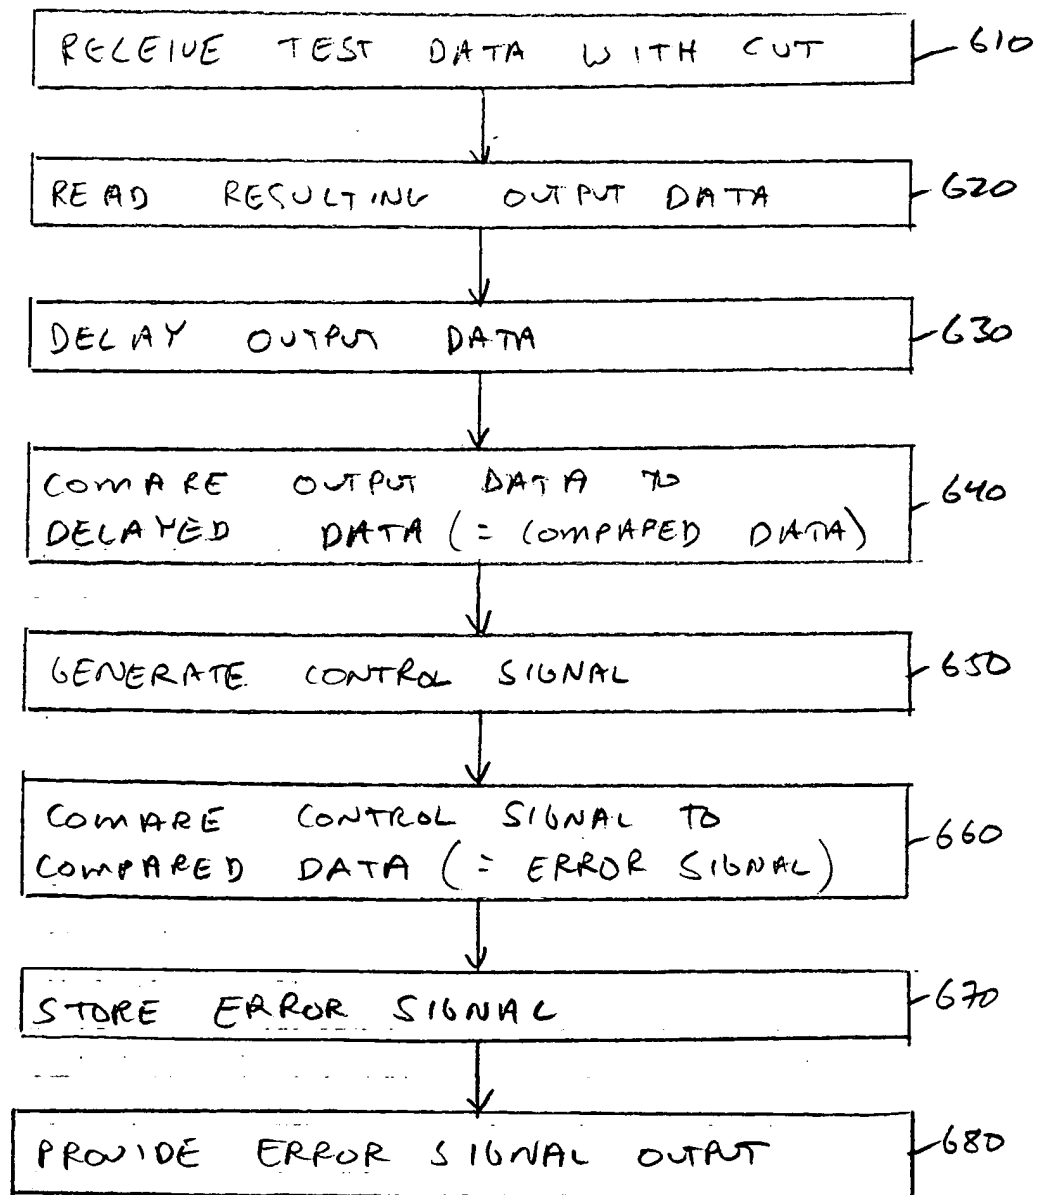 RECEIVE TEST DATA WITH CUT
610
READ RESULTING OUTPUT DATA
620
DELAY OUTPUT DATA
630
COMPARE OUTPUT DATA TO
DELAYED DATA (= COMPARED DATA)
640
GENERATE CONTROL SIGNAL
650
COMPARE CONTROL SIGNAL TO
COMPARED DATA (= ERROR SIGNAL)
660
STORE ERROR SIGNAL
670
PROVIDE ERROR SIGNAL OUTPUT
680